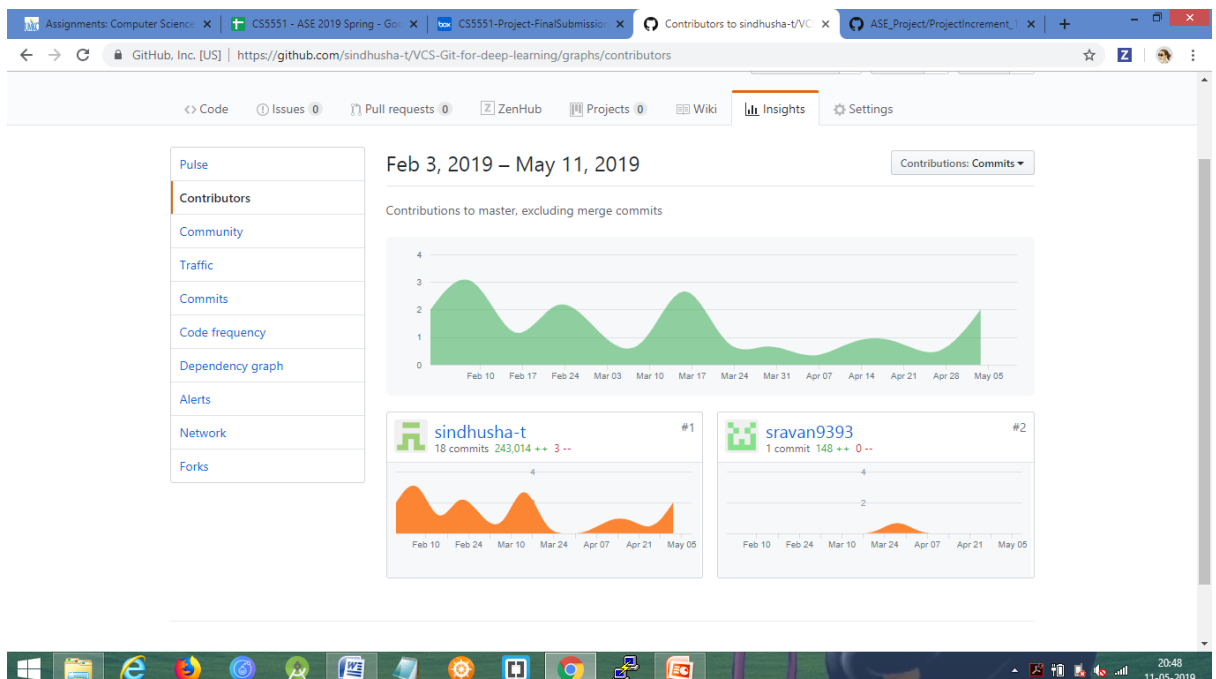 Assignments: Computer Science
CS5551 - ASE 2019 Spring - Goo
CS5551-Project-FinalSubmission
Contributors to sindhusha-t/VCS
ASE_Project/ProjectIncrement_1
GitHub, Inc. [US] | https://github.com/sindhusha-t/VCS-Git-for-deep-learning/graphs/contributors
Code
Issues 0
Pull requests 0
ZenHub
Projects 0
Wiki
Insights
Settings
Pulse
Contributors
Community
Traffic
Commits
Code frequency
Dependency graph
Alerts
Network
Forks
Feb 3, 2019 – May 11, 2019
Contributions: Commits
Contributions to master, excluding merge commits
4
3
2
1
0
Feb 10 Feb 17 Feb 24 Mar 03 Mar 10 Mar 17 Mar 24 Mar 31 Apr 07 Apr 14 Apr 21 Apr 28 May 05
sindhusha-t
#1
18 commits 243,014 ++ 3 --
4
Feb 10 Feb 24 Mar 10 Mar 24 Apr 07 Apr 21 May 05
sravan9393
#2
1 commit 148 ++ 0 --
4
2
Feb 10 Feb 24 Mar 10 Mar 24 Apr 07 Apr 21 May 05
20:48
11-05-2019